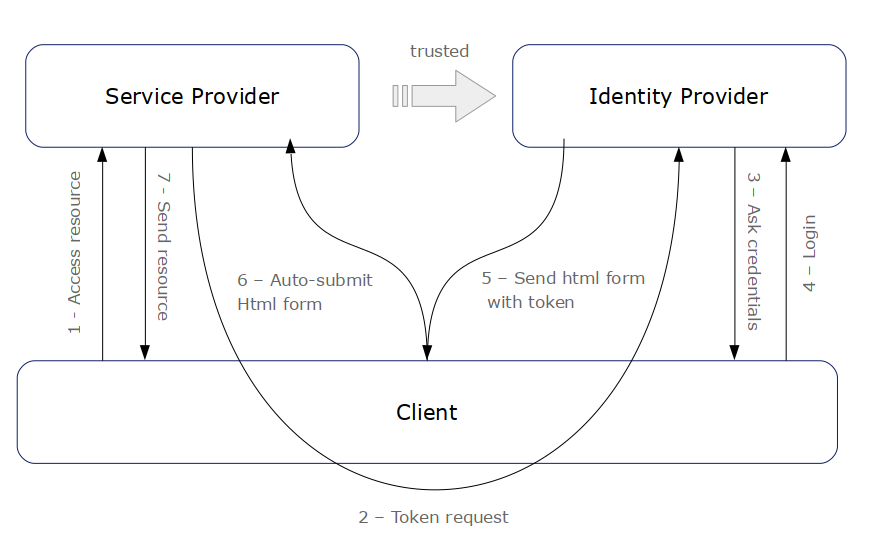 trusted
Service Provider
Identity Provider
1 - Access resource
7 - Send resource
6 – Auto-submit
Html form
5 – Send html form
with token
3 – Ask credentials
4 – Login
Client
2 – Token request